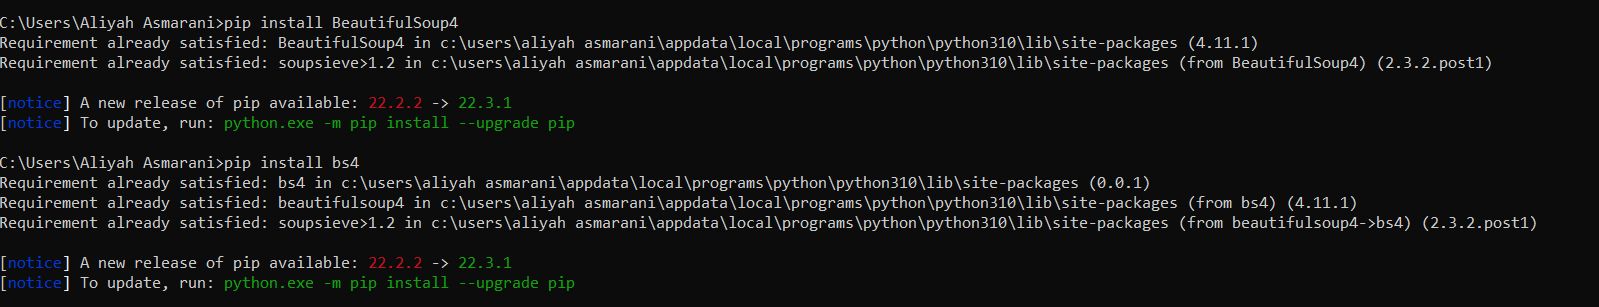 C:\Users\Aliyah Asmarani>pip install BeautifulSoup4
Requirement already satisfied: BeautifulSoup4 in c:\users\aliyah asmarani\appdata\local\programs\python\python310\lib\site-packages (4.11.1)
Requirement already satisfied: soupsieve>1.2 in c:\users\aliyah asmarani\appdata\local\programs\python\python310\lib\site-packages (from BeautifulSoup4) (2.3.2.post1)
[notice] A new release of pip available: 22.2.2 -> 22.3.1
[notice] To update, run: python.exe -m pip install --upgrade pip
C:\Users\Aliyah Asmarani>pip install bs4
Requirement already satisfied: bs4 in c:\users\aliyah asmarani\appdata\local\programs\python\python310\lib\site-packages (0.0.1)
Requirement already satisfied: beautifulsoup4 in c:\users\aliyah asmarani\appdata\local\programs\python\python310\lib\site-packages (from bs4) (4.11.1)
Requirement already satisfied: soupsieve>1.2 in c:\users\aliyah asmarani\appdata\local\programs\python\python310\lib\site-packages (from beautifulsoup4->bs4) (2.3.2.post1)
[notice] A new release of pip available: 22.2.2 -> 22.3.1
[notice] To update, run: python.exe -m pip install --upgrade pip